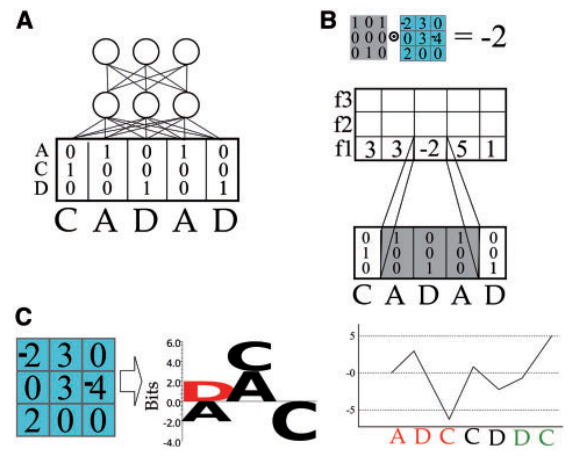 A
A 0 1 0 1 0
C 1 0 0 0 0
D 0 0 1 0 1
C A D A D
B
1 0 1 -2 3 0
0 0 0 0 3 -4 = -2
0 1 0 2 0 0
f3
f2
f1 3 3 -2 5 1
0 1 0 1 0
1 0 0 0 0
0 0 1 0 1
C A D A D
C
-2 3 0
0 3 -4
2 0 0
Bits
6.0
4.0
2.0
0.0
-2.0
-4.0
D A C A C
5
-0
-5
A D C C D D C